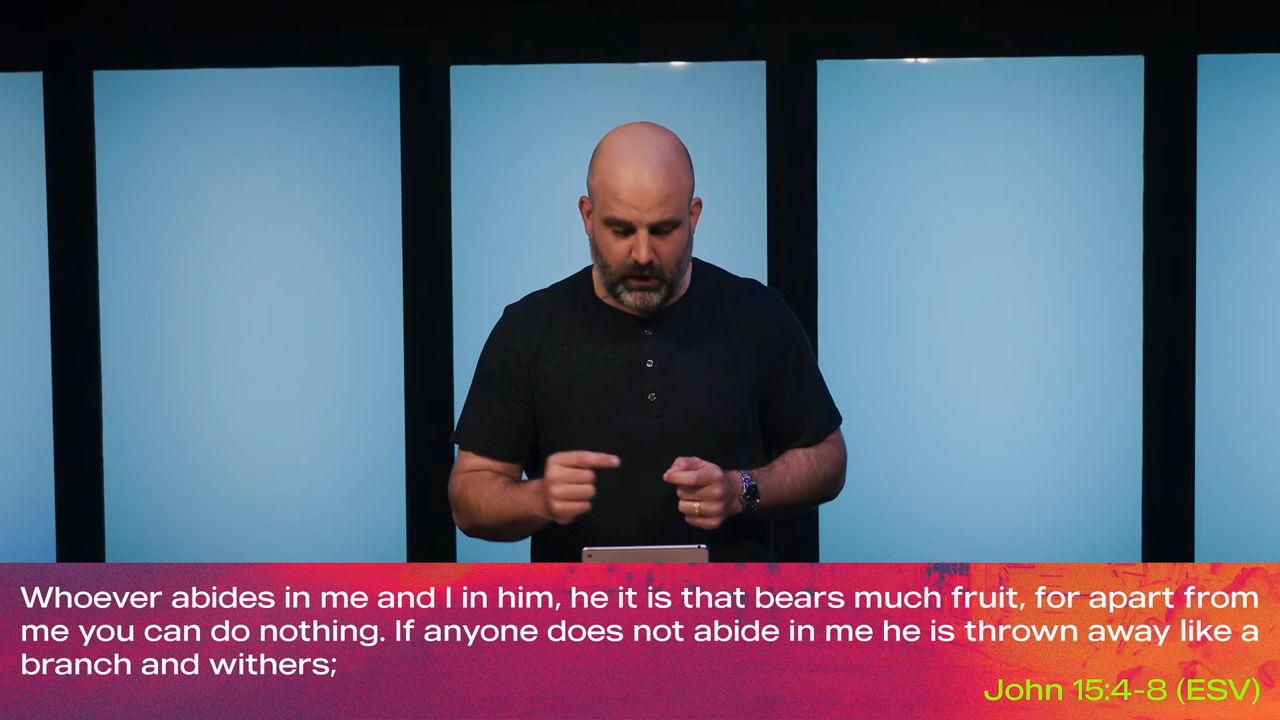 Whoever abides in me and I in him, he it is that bears much fruit, for apart from
me you can do nothing. If anyone does not abide in me he is thrown away like a
branch and withers;
John 15:4-8 (ESV)